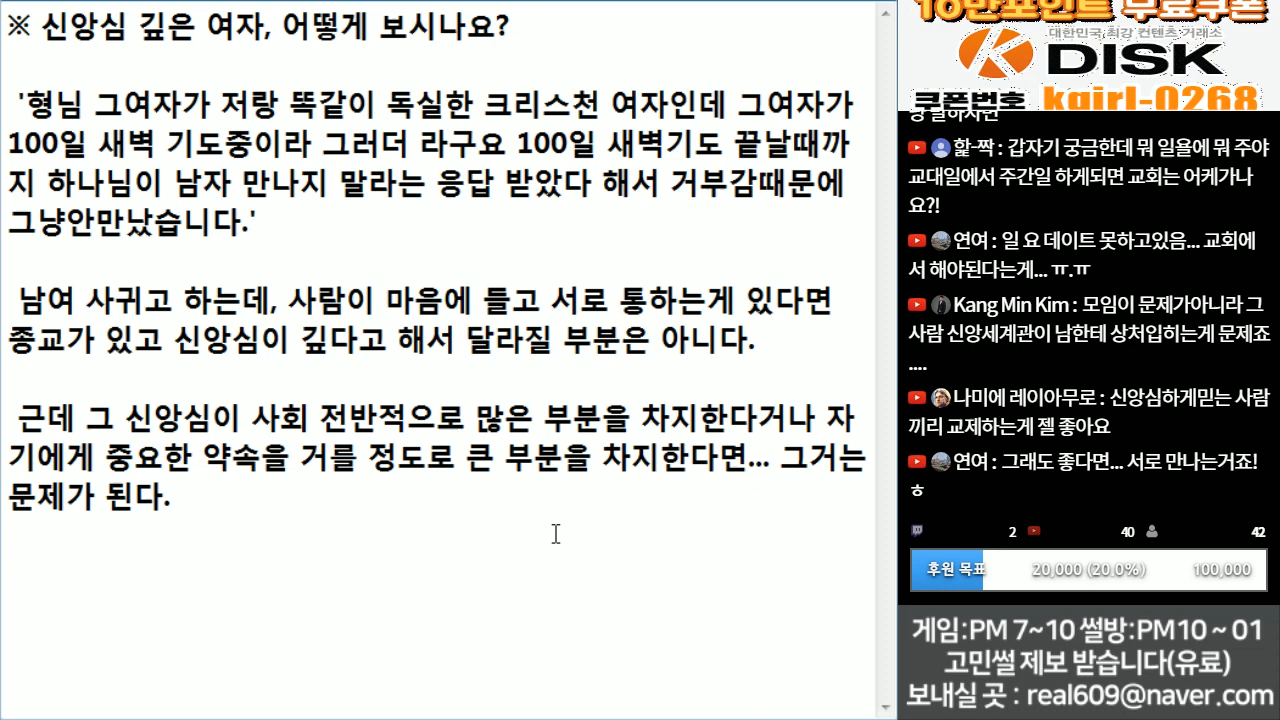 ※ 신앙심 깊은 여자, 어떻게 보시나요?
'형님 그여자가 저랑 똑같이 독실한 크리스천 여자인데 그여자가
100일 새벽 기도중이라 그러더 라구요 100일 새벽기도 끝날때까
지 하나님이 남자 만나지 말라는 응답 받았다 해서 거부감때문에
그냥안만났습니다.'
남여 사귀고 하는데, 사람이 마음에 들고 서로 통하는게 있다면
종교가 있고 신앙심이 깊다고 해서 달라질 부분은 아니다.
근데 그 신앙심이 사회 전반적으로 많은 부분을 차지한다거나 자
기에게 중요한 약속을 거를 정도로 큰 부분을 차지한다면... 그거는
문제가 된다.
10만포인트 무료쿠폰
대한민국 최강 컨텐츠 거래소
K DISK
쿠폰번호 kgirl-0268
핥-짝 : 갑자기 궁금한데 뭐 일욜에 뭐 주야
교대일에서 주간일 하게되면 교회는 어케가나
요?!
연여 : 일 요 데이트 못하고있음... 교회에
서 해야된다는게... ㅠ.ㅠ
Kang Min Kim : 모임이 문제가아니라 그
사람 신앙세계관이 남한테 상처입히는게 문제죠
....
나미에 레이아무로 : 신앙심하게믿는 사람
끼리 교제하는게 젤 좋아요
연여 : 그래도 좋다면... 서로 만나는거죠!
ㅎ
2 40 42
후원 목표 20,000 (20.0%) 100,000
게임:PM 7~10 썰방:PM10 ~ 01
고민썰 제보 받습니다(유료)
보내실 곳 : real609@naver.com